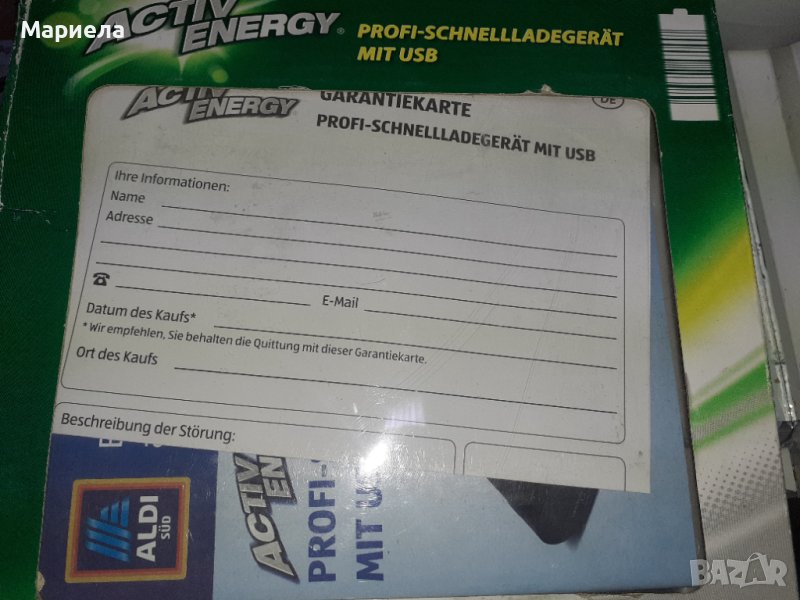 Мариела
ACTIV
ENERGY
PROFI-SCHNELLLADEGERÄT
MIT USB
ACTIV
ENERGY
GARANTIEKARTE
DE
PROFI-SCHNELLLADEGERÄT MIT USB
Ihre Informationen:
Name
Adresse
E-Mail
Datum des Kaufs*
* Wir empfehlen, Sie behalten die Quittung mit dieser Garantiekarte.
Ort des Kaufs
Beschreibung der Störung:
ALDI
SÜD
ACTIV
EN
PROFI-
MIT U
BAZAR